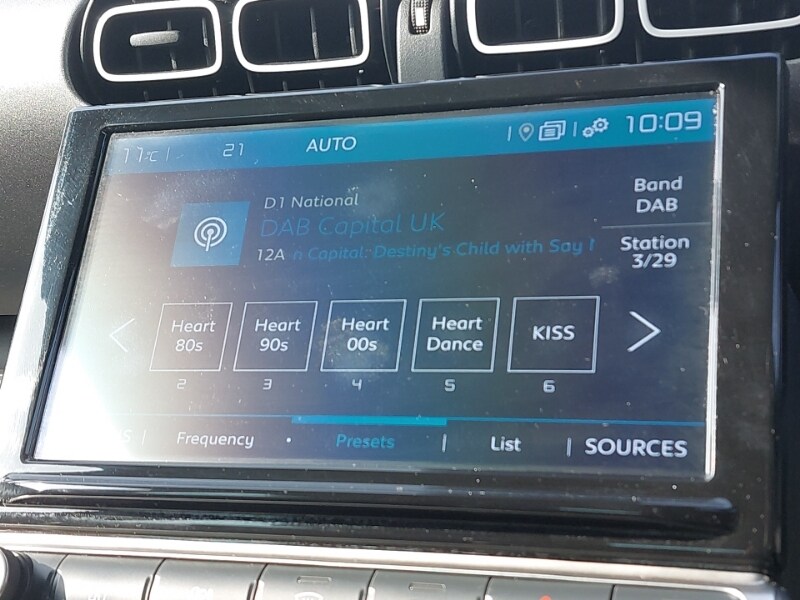 11°C 21 AUTO 10:09
D1 National
DAB Capital UK
12A n Capital: Destiny's Child with Say
Band
DAB
Station
3/29
Heart
80s
Heart
90s
Heart
00s
Heart
Dance
KISS
2 3 4 5 6
Frequency Presets List SOURCES